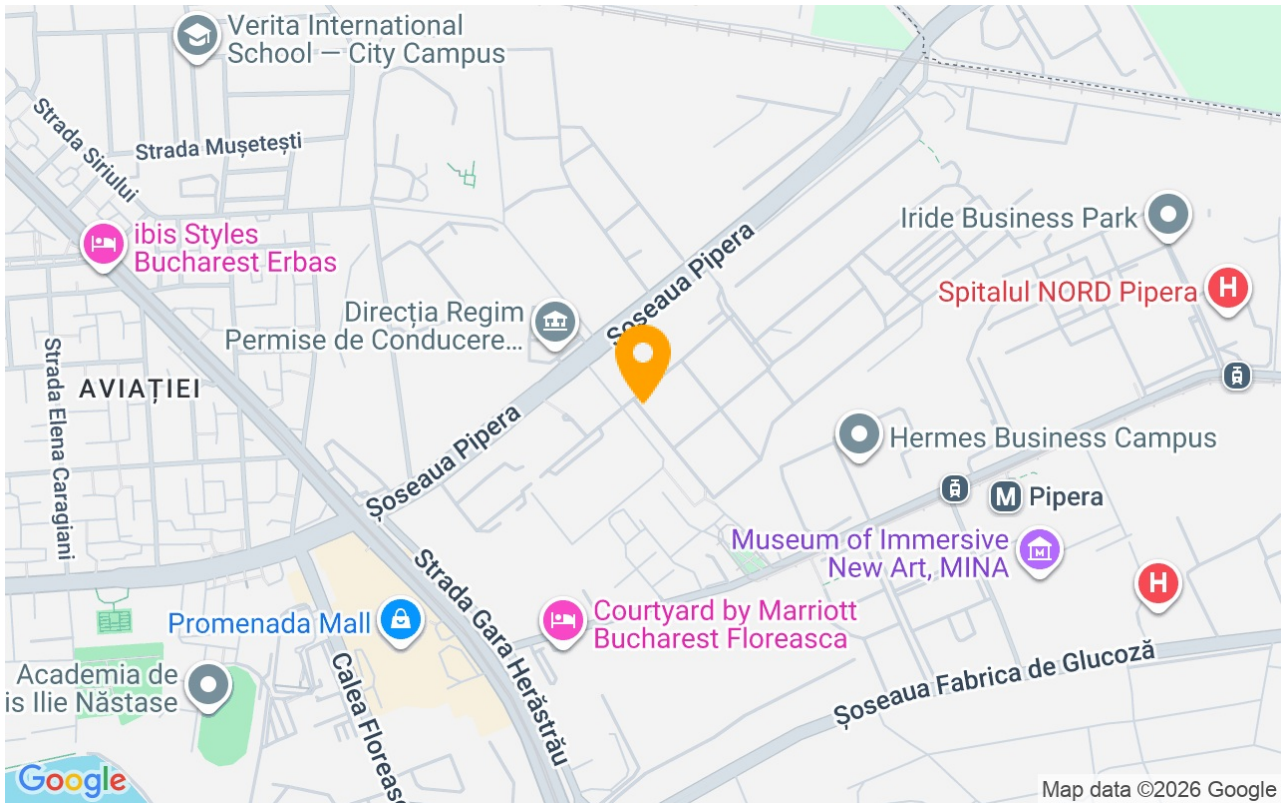 Verita International
School — City Campus
Strada Siriului
Strada Mușetești
ibis Styles
Bucharest Erbas
Iride Business Park
Spitalul NORD Pipera
Șoseaua Pipera
Direcția Regim
Permise de Conducere...
Strada Elena Caragiani
AVIAȚIEI
Șoseaua Pipera
Hermes Business Campus
M Pipera
Museum of Immersive
New Art, MINA
H
H
Promenada Mall
Strada Gara Herăstrău
Courtyard by Marriott
Bucharest Floreasca
Șoseaua Fabrica de Glucoză
Academia de
is Ilie Năstase
Calea Floreasc
Google
Map data ©2026 Google